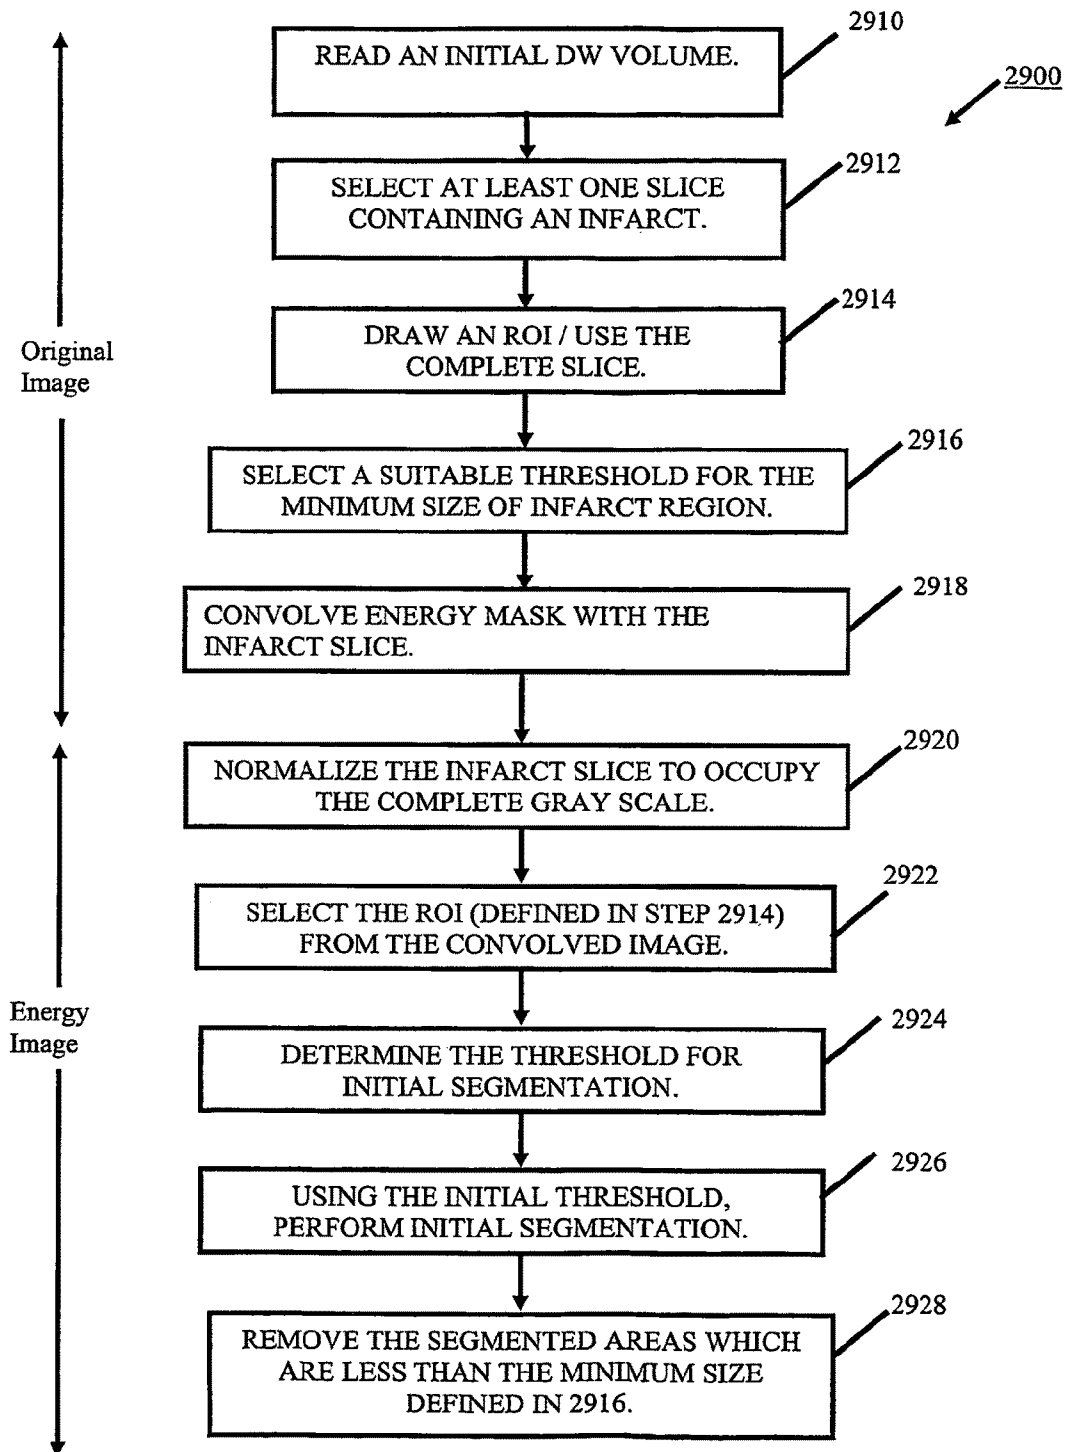 2910
READ AN INITIAL DW VOLUME.
2900
2912
SELECT AT LEAST ONE SLICE
CONTAINING AN INFARCT.
2914
DRAW AN ROI / USE THE
COMPLETE SLICE.
Original
Image
2916
SELECT A SUITABLE THRESHOLD FOR THE
MINIMUM SIZE OF INFARCT REGION.
2918
CONVOLVE ENERGY MASK WITH THE
INFARCT SLICE.
2920
NORMALIZE THE INFARCT SLICE TO OCCUPY
THE COMPLETE GRAY SCALE.
2922
SELECT THE ROI (DEFINED IN STEP 2914)
FROM THE CONVOLVED IMAGE.
Energy
Image
2924
DETERMINE THE THRESHOLD FOR
INITIAL SEGMENTATION.
2926
USING THE INITIAL THRESHOLD,
PERFORM INITIAL SEGMENTATION.
2928
REMOVE THE SEGMENTED AREAS WHICH
ARE LESS THAN THE MINIMUM SIZE
DEFINED IN 2916.